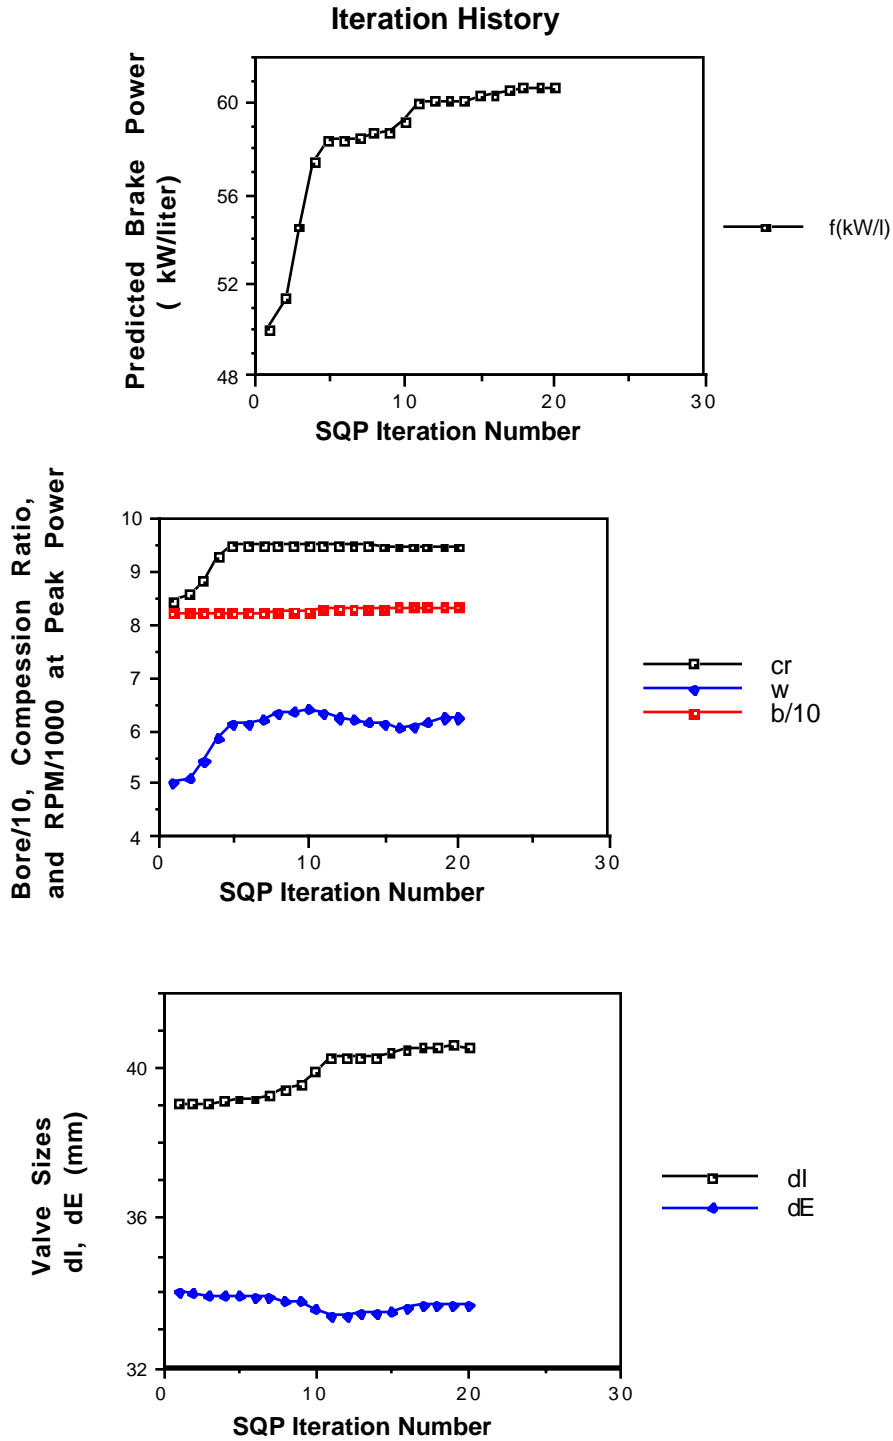 Iteration History
Predicted Brake Power
( kW/liter)
60
56
52
48
0 10 20 30
SQP Iteration Number
f(kW/l)
Bore/10, Compession Ratio,
and RPM/1000 at Peak Power
10
9
8
7
6
5
4
0 10 20 30
SQP Iteration Number
cr
w
b/10
Valve Sizes
dI, dE (mm)
40
36
32
0 10 20 30
SQP Iteration Number
dI
dE